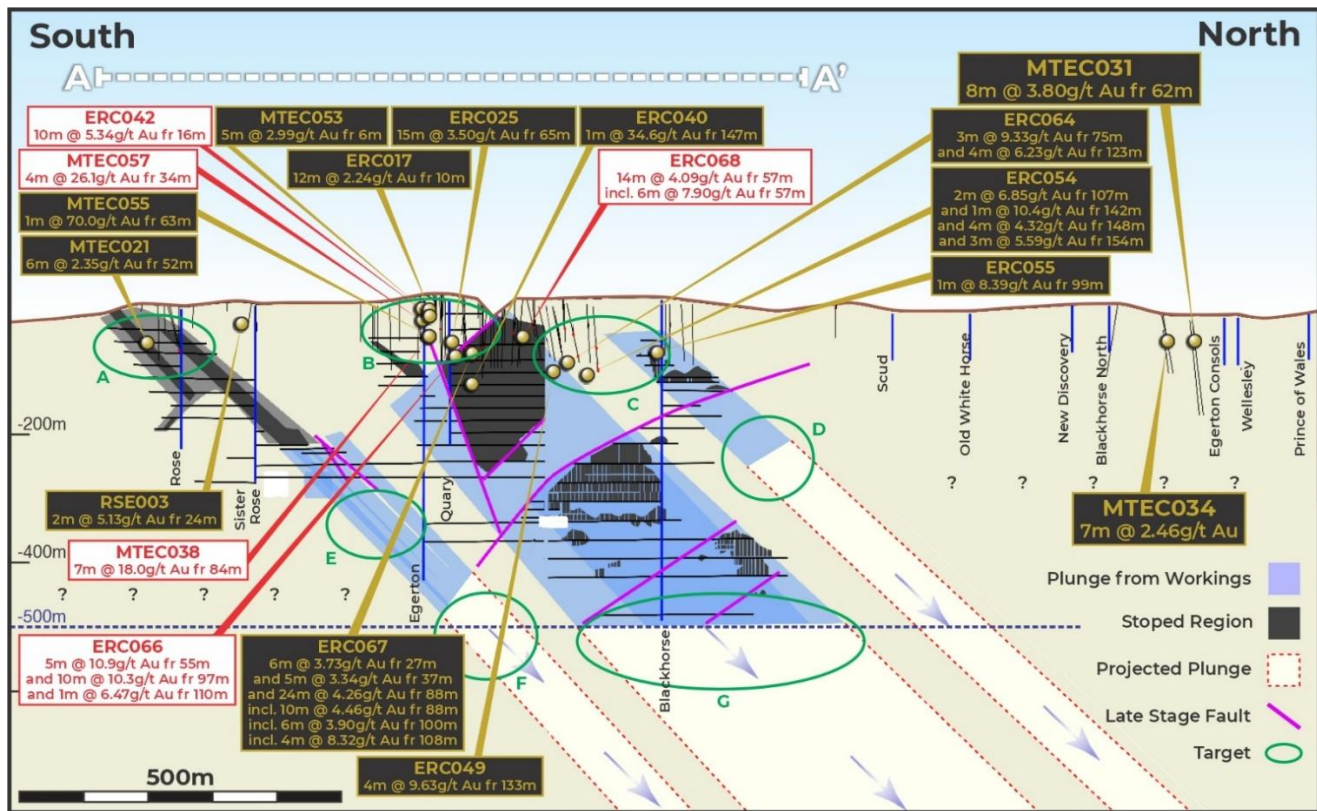 South
North
A
A'
MTEC031
8m @ 3.80g/t Au fr 62m
ERC042
10m @ 5.34g/t Au fr 16m
MTEC053
5m @ 2.99g/t Au fr 6m
ERC025
15m @ 3.50g/t Au fr 65m
ERC040
1m @ 34.6g/t Au fr 147m
ERC064
3m @ 9.33g/t Au fr 75m
and 4m @ 6.23g/t Au fr 123m
MTEC057
4m @ 26.1g/t Au fr 34m
ERC017
12m @ 2.24g/t Au fr 10m
ERC068
14m @ 4.09g/t Au fr 57m
incl. 6m @ 7.90g/t Au fr 57m
ERC054
2m @ 6.85g/t Au fr 107m
and 1m @ 10.4g/t Au fr 142m
and 4m @ 4.32g/t Au fr 148m
and 3m @ 5.59g/t Au fr 154m
MTEC055
1m @ 70.0g/t Au fr 63m
MTEC021
6m @ 2.35g/t Au fr 52m
ERC055
1m @ 8.39g/t Au fr 99m
A
B
C
D
E
F
G
-200m
-400m
-500m
Rose
Sister
Rose
Egerton
Quary
Blackhorse
Scud
Old White Horse
New Discovery
Blackhorse North
Egerton Consols
Wellesley
Prince of Wales
? ? ? ? ? ?
? ? ? ? ?
RSE003
2m @ 5.13g/t Au fr 24m
MTEC034
7m @ 2.46g/t Au
MTEC038
7m @ 18.0g/t Au fr 84m
ERC066
5m @ 10.9g/t Au fr 55m
and 10m @ 10.3g/t Au fr 97m
and 1m @ 6.47g/t Au fr 110m
ERC067
6m @ 3.73g/t Au fr 27m
and 5m @ 3.34g/t Au fr 37m
and 24m @ 4.26g/t Au fr 88m
incl. 10m @ 4.46g/t Au fr 88m
incl. 6m @ 3.90g/t Au fr 100m
incl. 4m @ 8.32g/t Au fr 108m
ERC049
4m @ 9.63g/t Au fr 133m
Plunge from Workings
Stoped Region
Projected Plunge
Late Stage Fault
Target
500m